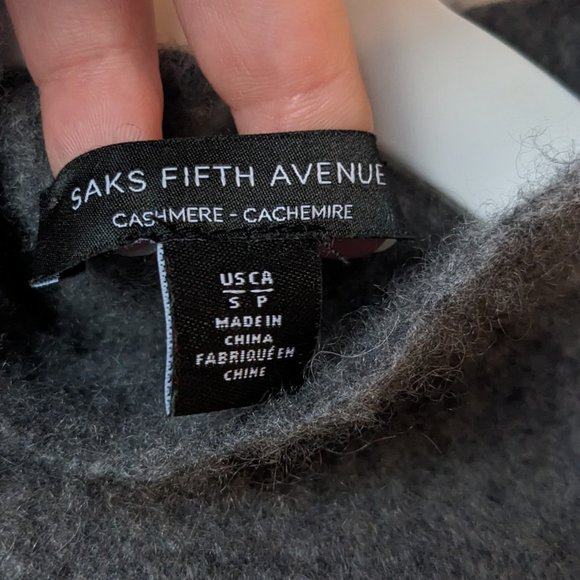 SAKS FIFTH AVENUE
CASHMERE - CACHEMIRE
US CA
S P
MADE IN
CHINA
FABRIQUÉ EN
CHINE